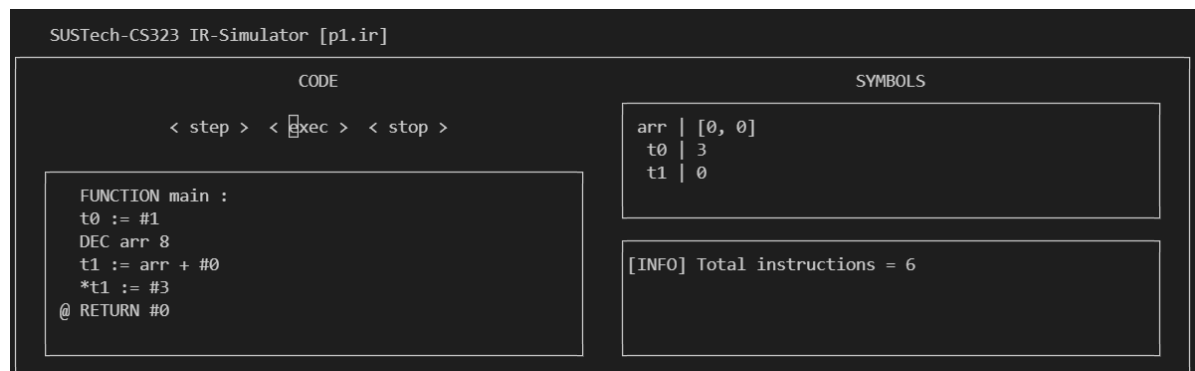 SUSTech-CS323 IR-Simulator [p1.ir]
CODE
< step > < exec > < stop >
FUNCTION main :
t0 := #1
DEC arr 8
t1 := arr + #0
*t1 := #3
@ RETURN #0
SYMBOLS
arr | [0, 0]
t0 | 3
t1 | 0
[INFO] Total instructions = 6